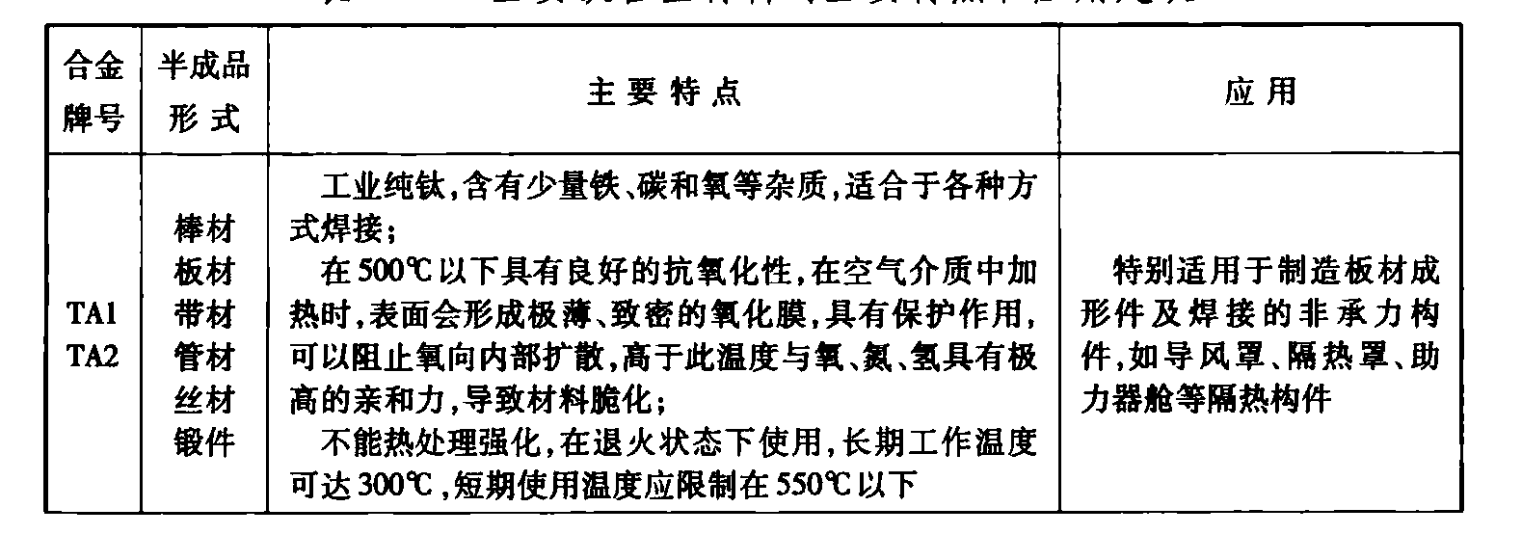 合金牌号 半成品形式 主要特点 应用
TA1
TA2
棒材
板材
带材
管材
丝材
锻件
工业纯钛,含有少量铁、碳和氧等杂质,适合于各种方
式焊接;
在500℃以下具有良好的抗氧化性,在空气介质中加
热时,表面会形成极薄、致密的氧化膜,具有保护作用,
可以阻止氧向内部扩散,高于此温度与氧、氮、氢具有极
高的亲和力,导致材料脆化;
不能热处理强化,在退火状态下使用,长期工作温度
可达300℃,短期使用温度应限制在550℃以下
特别适用于制造板材成
形件及焊接的非承力构
件,如导风罩、隔热罩、助
力器舱等隔热构件